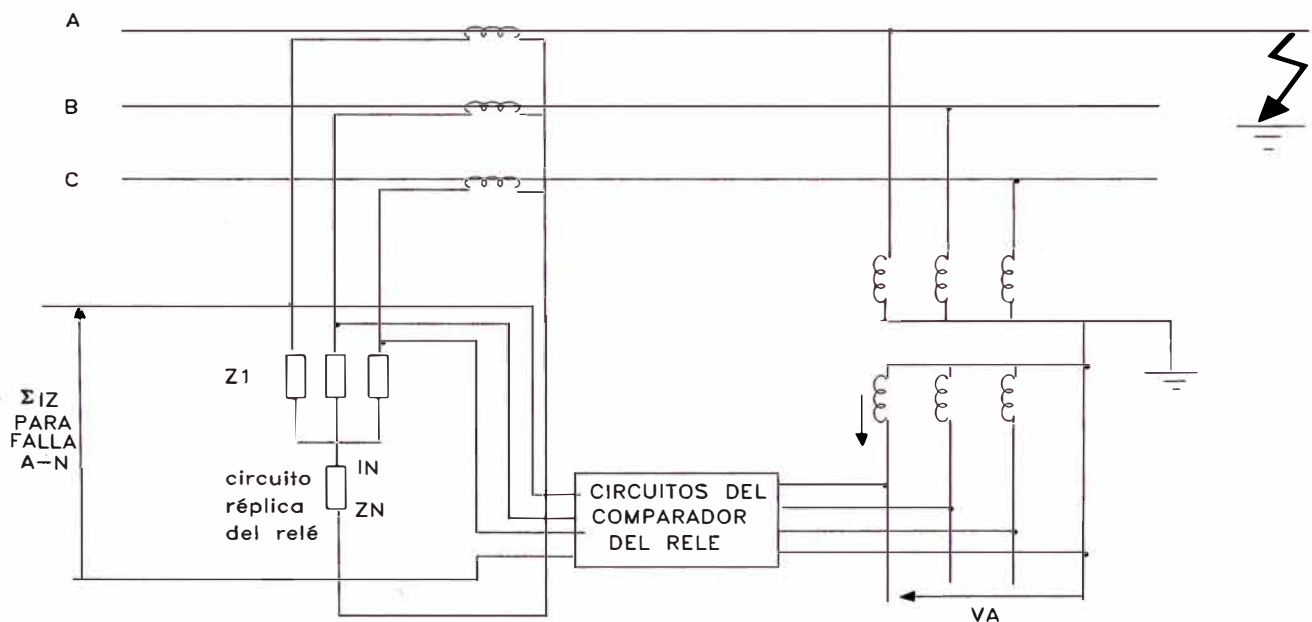 A
B
C
Z1
ΣIZ
PARA
FALLA
A-N
IN
ZN
circuito
réplica
del relé
CIRCUITOS DEL
COMPARADOR
DEL RELE
VA